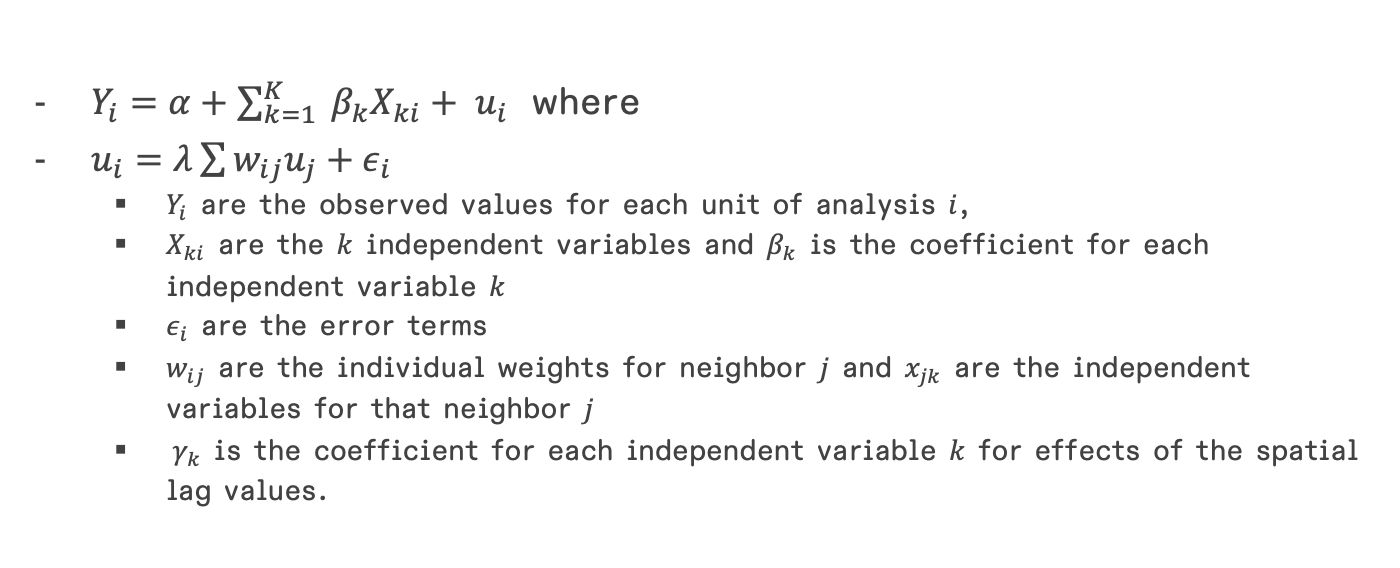 - Yᵢ = α + ∑ᴷₖ₌₁ βₖXₖᵢ + uᵢ where
- uᵢ = λ ∑ wᵢⱼuⱼ + ϵᵢ
▪ Yᵢ are the observed values for each unit of analysis i,
▪ Xₖᵢ are the k independent variables and βₖ is the coefficient for each
independent variable k
▪ ϵᵢ are the error terms
▪ wᵢⱼ are the individual weights for neighbor j and xⱼₖ are the independent
variables for that neighbor j
▪ γₖ is the coefficient for each independent variable k for effects of the spatial
lag values.